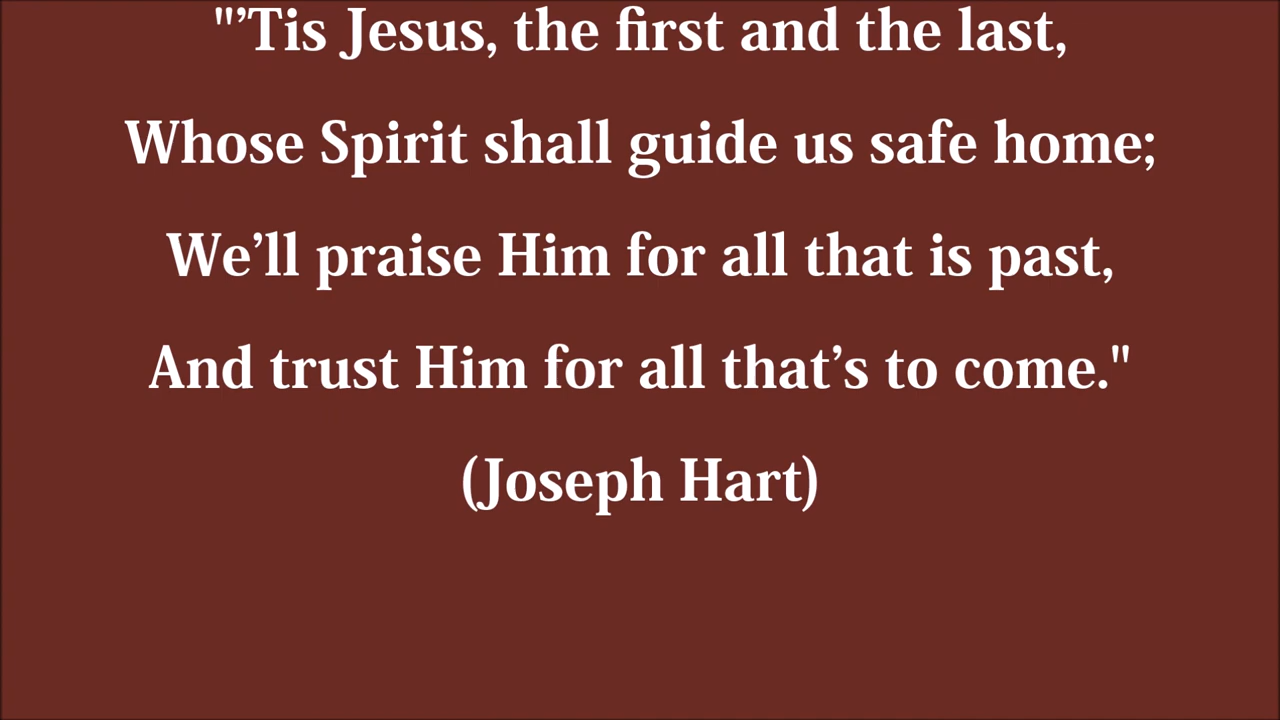 "’Tis Jesus, the first and the last,
Whose Spirit shall guide us safe home;
We’ll praise Him for all that is past,
And trust Him for all that’s to come."
(Joseph Hart)